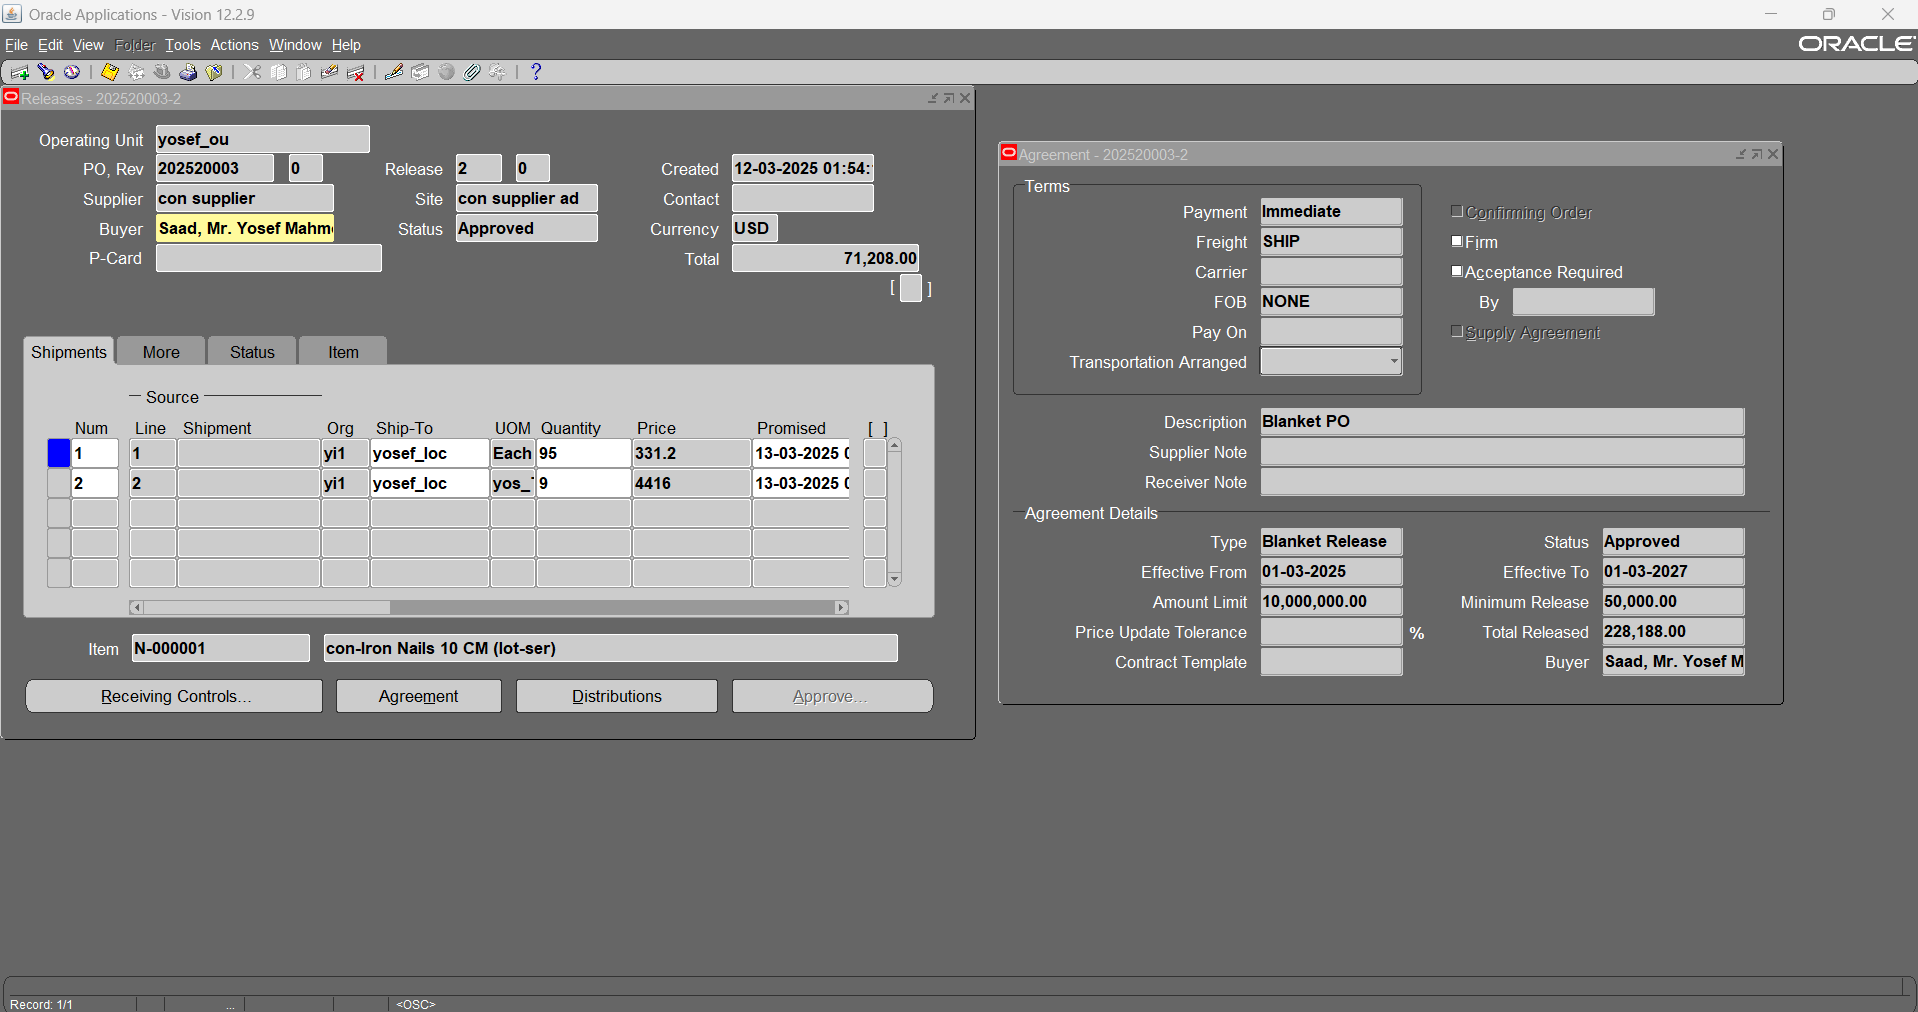 Oracle Applications - Vision 12.2.9
File Edit View Folder Tools Actions Window Help
ORACLE
Releases - 202520003-2
Operating Unit yosef_ou
PO, Rev 202520003 0 Release 2 0 Created 12-03-2025 01:54:
Supplier con supplier Site con supplier ad Contact
Buyer Saad, Mr. Yosef Mahm Status Approved Currency USD
P-Card Total 71,208.00
[ ]
Shipments More Status Item
Source
Num Line Shipment Org Ship-To UOM Quantity Price Promised [ ]
1 1 yi1 yosef_loc Each 95 331.2 13-03-2025 0
2 2 yi1 yosef_loc yos_ 9 4416 13-03-2025 0
Item N-000001 con-Iron Nails 10 CM (lot-ser)
Receiving Controls... Agreement Distributions Approve...
Agreement - 202520003-2
Terms
Payment Immediate Confirming Order
Freight SHIP Firm
Carrier Acceptance Required
FOB NONE By
Pay On Supply Agreement
Transportation Arranged
Description Blanket PO
Supplier Note
Receiver Note
Agreement Details
Type Blanket Release Status Approved
Effective From 01-03-2025 Effective To 01-03-2027
Amount Limit 10,000,000.00 Minimum Release 50,000.00
Price Update Tolerance % Total Released 228,188.00
Contract Template Buyer Saad, Mr. Yosef M
Record: 1/1 ... <OSC>